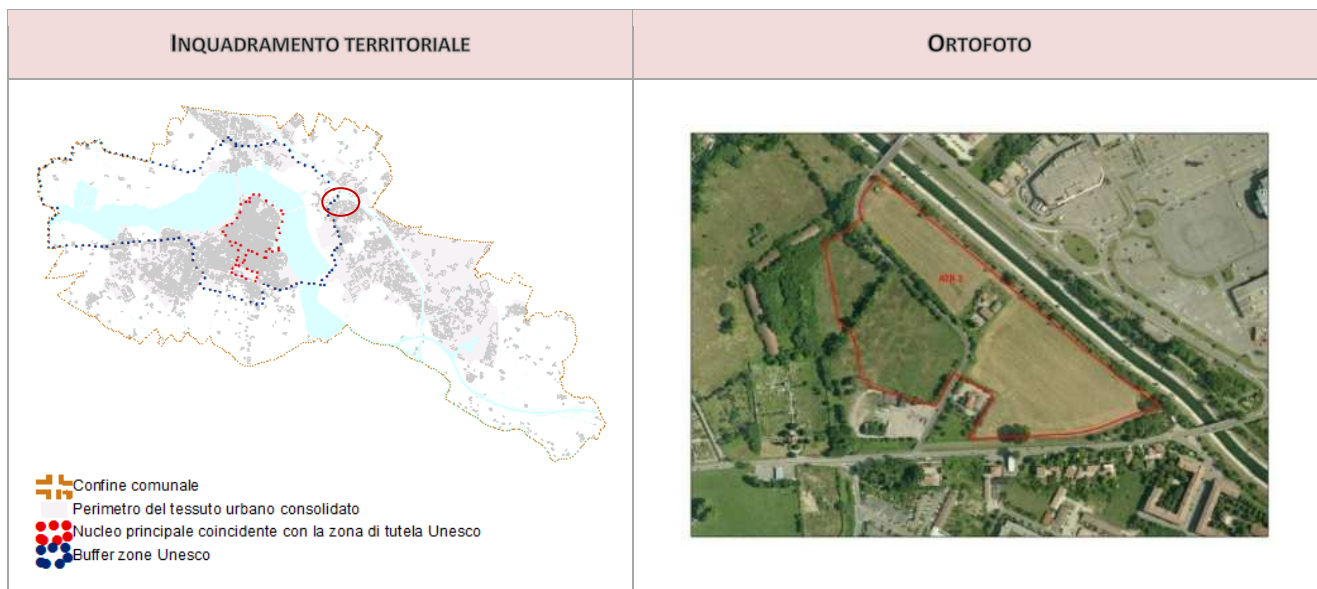 INQUADRAMENTO TERRITORIALE
ORTOFOTO
Confine comunale
Perimetro del tessuto urbano consolidato
Nucleo principale coincidente con la zona di tutela Unesco
Buffer zone Unesco